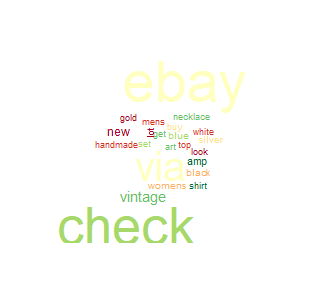 ebay
gold mens necklace
new lot get buy blue white
handmade set art top silver
look
via amp
black
womens shirt
vintage
check